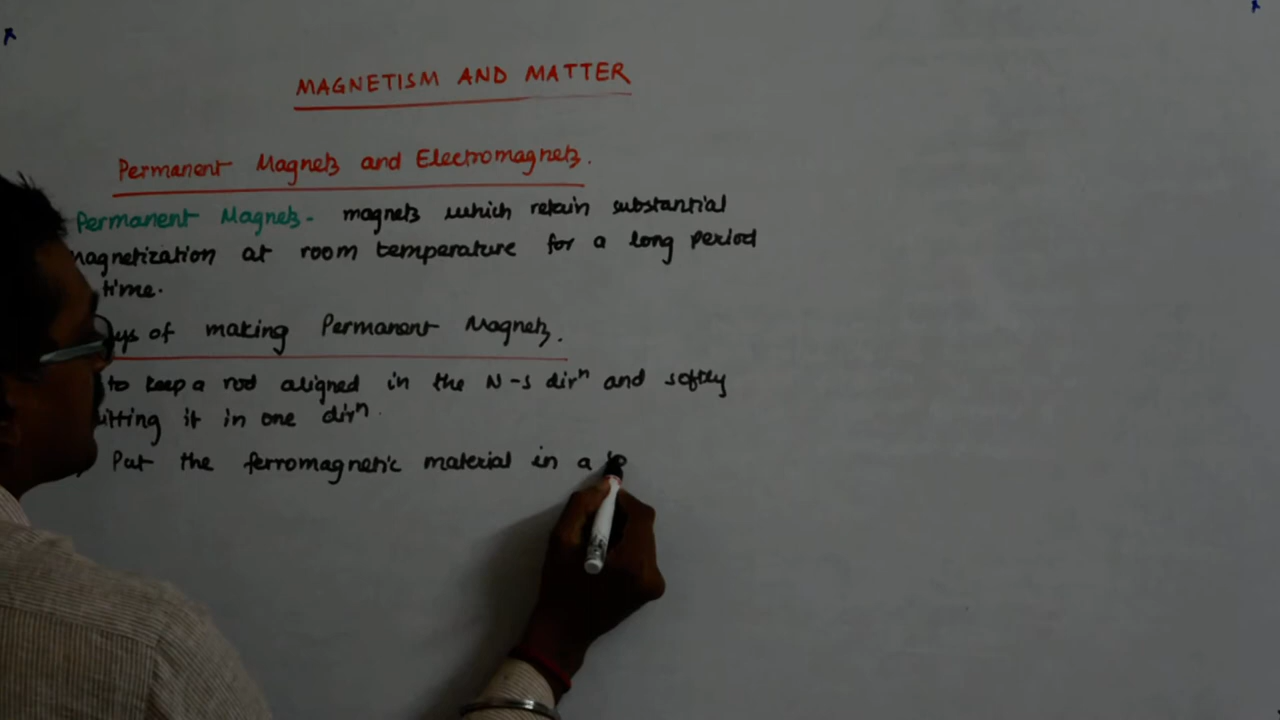 MAGNETISM AND MATTER
Permanent Magnets and Electromagnets.
Permanent Magnets - magnets which retain substantial
magnetization at room temperature for a long period
time.
of making Permanent Magnets.
to keep a rod aligned in the N-S dirⁿ and softly
it in one dirⁿ.
Put the ferromagnetic material in a